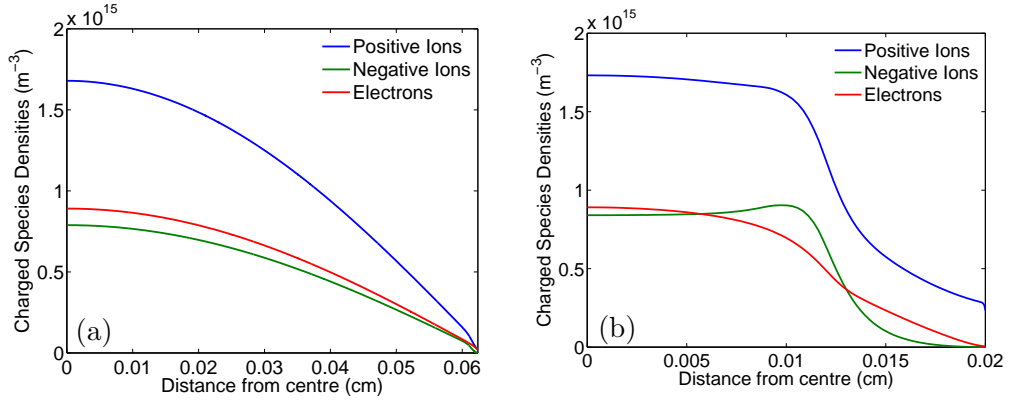 2 x 10^15
Positive Ions
Negative Ions
Electrons
1.5
1
0.5
0
Charged Species Densities (m^−3)
(a)
0 0.01 0.02 0.03 0.04 0.05 0.06
Distance from centre (cm)
2 x 10^15
Positive Ions
Negative Ions
Electrons
1.5
1
0.5
0
Charged Species Densities (m^−3)
(b)
0 0.005 0.01 0.015 0.02
Distance from centre (cm)